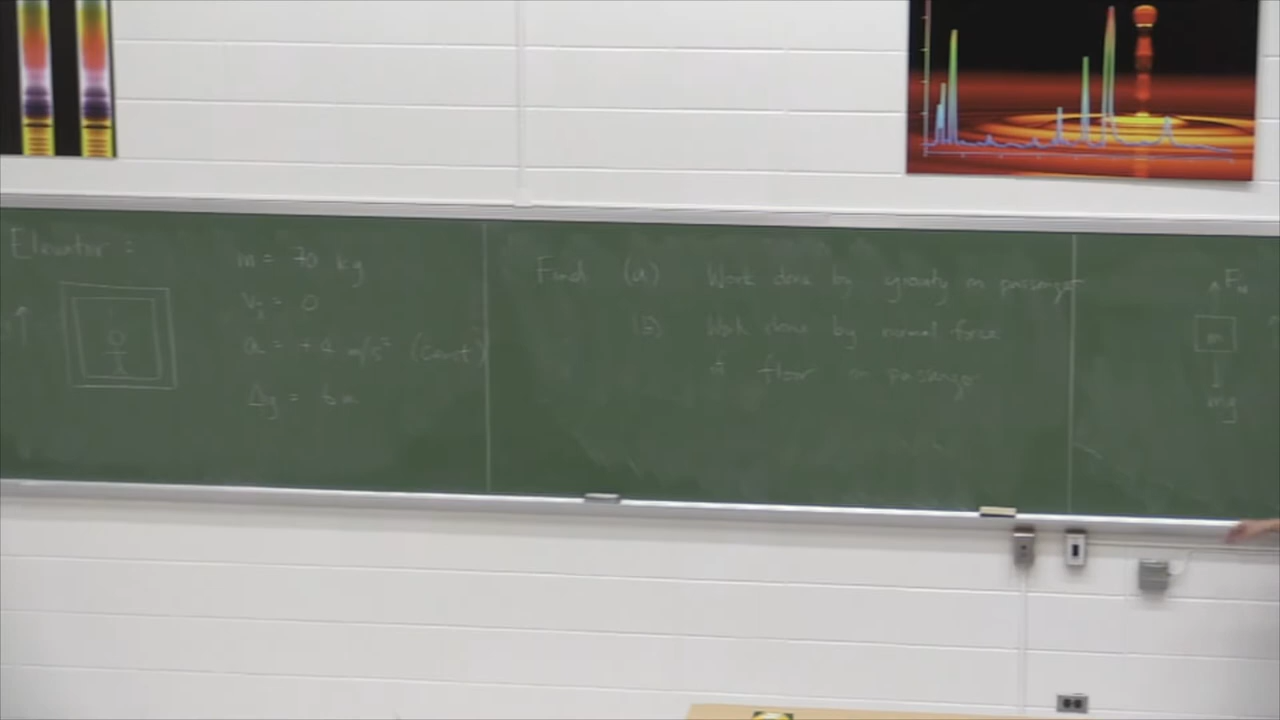 Elevator:
m = 70 kg
= 0
a = + 4 m/s² (const)
Δy = 6 m
Find (a) Work done by gravity on passenger
(b) Work done by normal force
of floor on passenger
F_N
m
mg